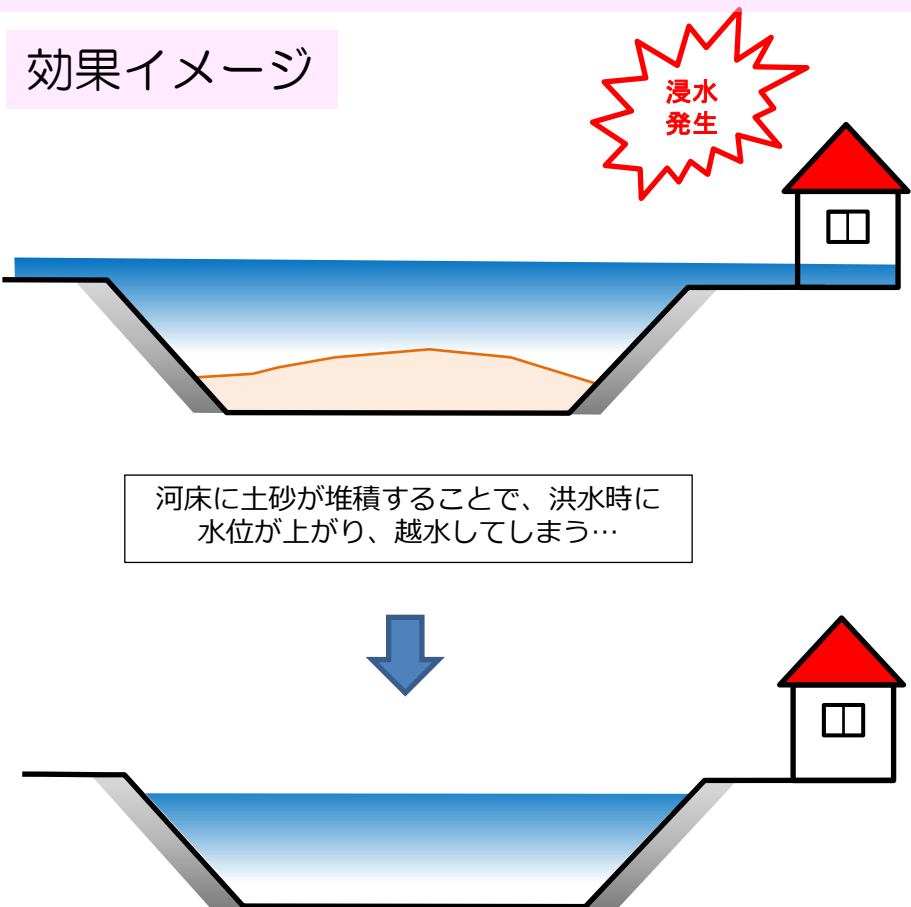 効果イメージ
浸水
発生
河床に土砂が堆積することで、洪水時に
水位が上がり、越水してしまう…